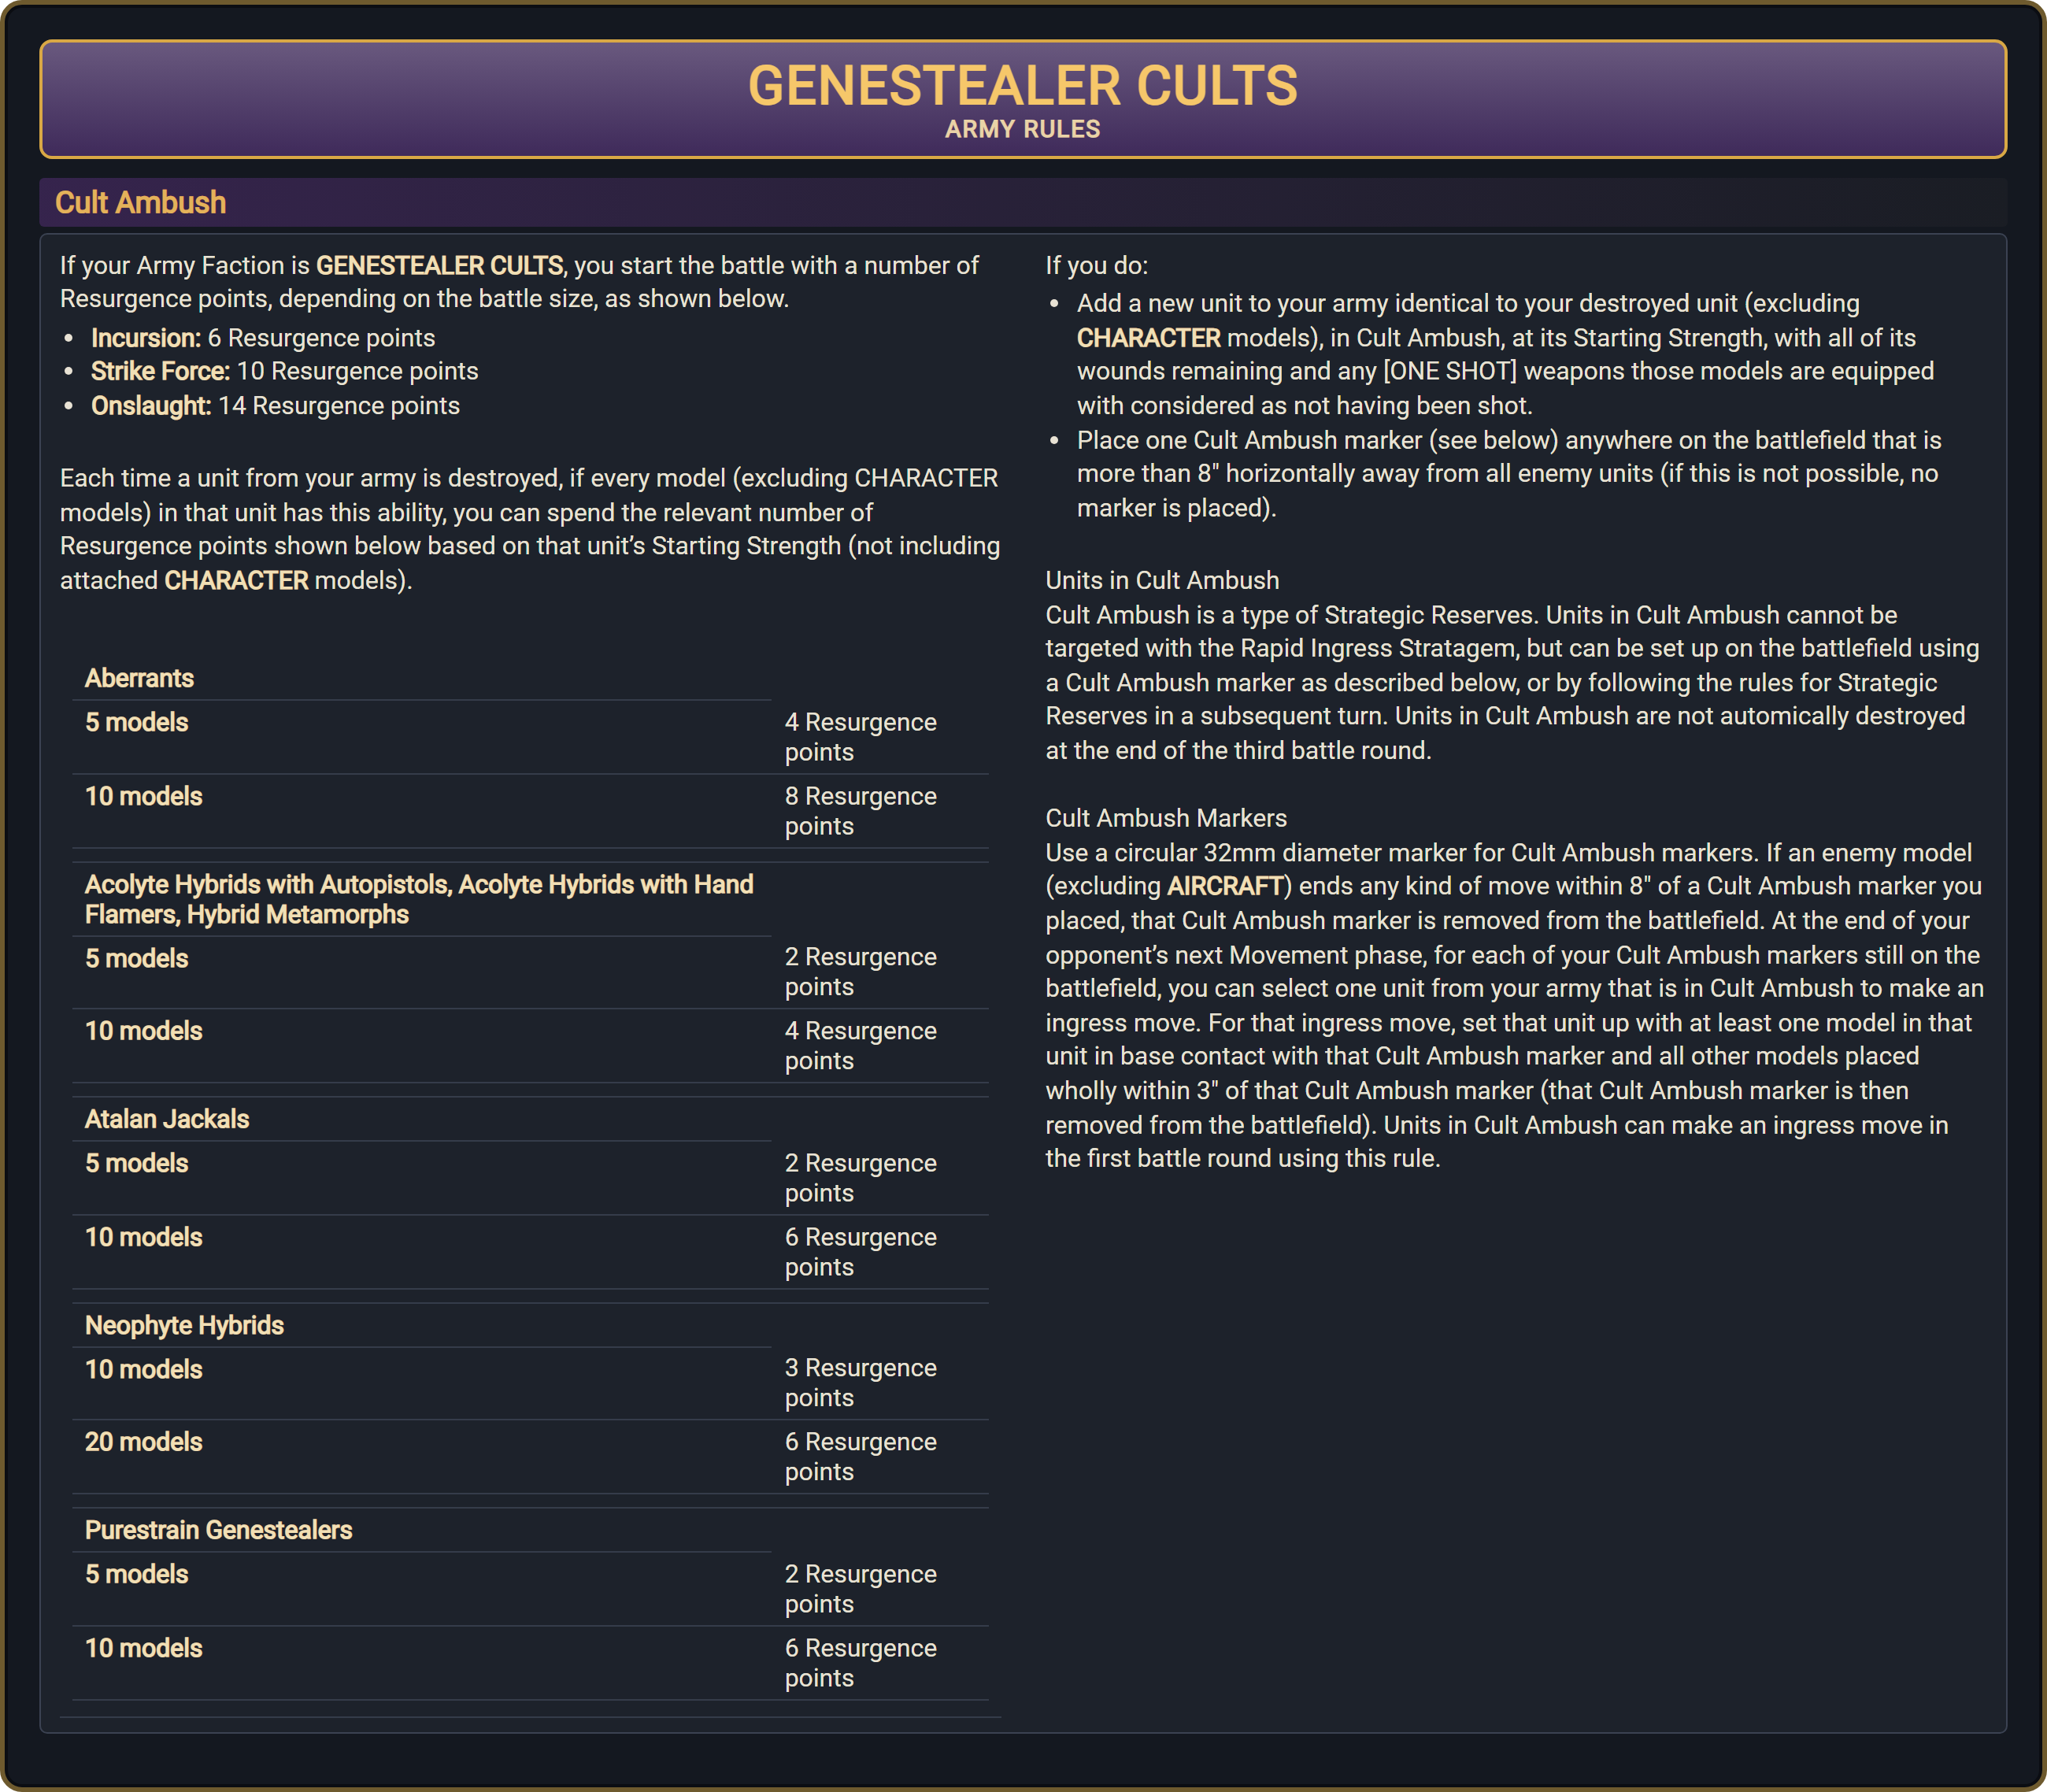 GENESTEALER CULTS
ARMY RULES
Cult Ambush
If your Army Faction is GENESTEALER CULTS, you start the battle with a number of
Resurgence points, depending on the battle size, as shown below.
• Incursion: 6 Resurgence points
• Strike Force: 10 Resurgence points
• Onslaught: 14 Resurgence points
Each time a unit from your army is destroyed, if every model (excluding CHARACTER
models) in that unit has this ability, you can spend the relevant number of
Resurgence points shown below based on that unit’s Starting Strength (not including
attached CHARACTER models).
Aberrants
5 models
4 Resurgence
points
10 models
8 Resurgence
points
Acolyte Hybrids with Autopistols, Acolyte Hybrids with Hand
Flamers, Hybrid Metamorphs
5 models
2 Resurgence
points
10 models
4 Resurgence
points
Atalan Jackals
5 models
2 Resurgence
points
10 models
6 Resurgence
points
Neophyte Hybrids
10 models
3 Resurgence
points
20 models
6 Resurgence
points
Purestrain Genestealers
5 models
2 Resurgence
points
10 models
6 Resurgence
points
If you do:
• Add a new unit to your army identical to your destroyed unit (excluding
CHARACTER models), in Cult Ambush, at its Starting Strength, with all of its
wounds remaining and any [ONE SHOT] weapons those models are equipped
with considered as not having been shot.
• Place one Cult Ambush marker (see below) anywhere on the battlefield that is
more than 8" horizontally away from all enemy units (if this is not possible, no
marker is placed).
Units in Cult Ambush
Cult Ambush is a type of Strategic Reserves. Units in Cult Ambush cannot be
targeted with the Rapid Ingress Stratagem, but can be set up on the battlefield using
a Cult Ambush marker as described below, or by following the rules for Strategic
Reserves in a subsequent turn. Units in Cult Ambush are not automically destroyed
at the end of the third battle round.
Cult Ambush Markers
Use a circular 32mm diameter marker for Cult Ambush markers. If an enemy model
(excluding AIRCRAFT) ends any kind of move within 8" of a Cult Ambush marker you
placed, that Cult Ambush marker is removed from the battlefield. At the end of your
opponent’s next Movement phase, for each of your Cult Ambush markers still on the
battlefield, you can select one unit from your army that is in Cult Ambush to make an
ingress move. For that ingress move, set that unit up with at least one model in that
unit in base contact with that Cult Ambush marker and all other models placed
wholly within 3" of that Cult Ambush marker (that Cult Ambush marker is then
removed from the battlefield). Units in Cult Ambush can make an ingress move in
the first battle round using this rule.